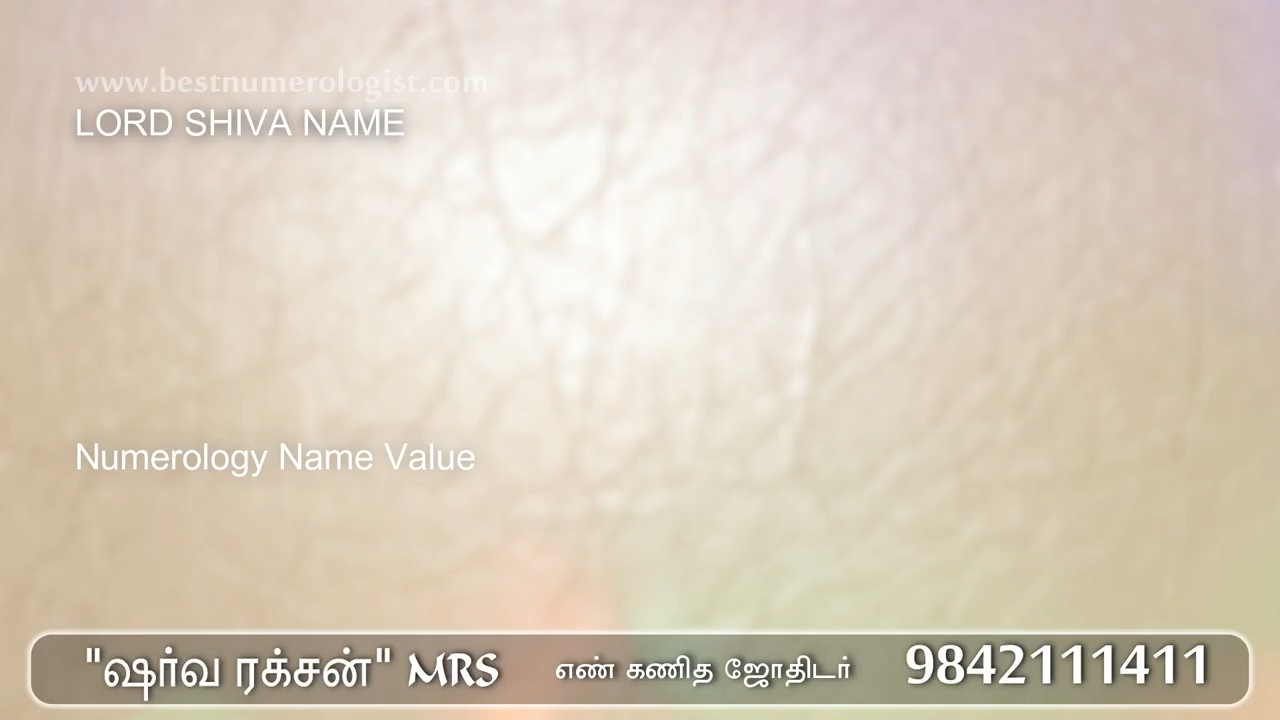 www.bestnumerologist.com
LORD SHIVA NAME
Numerology Name Value
"ஷர்வ ரக்சன்" MRS எண் கணித ஜோதிடர் 9842111411